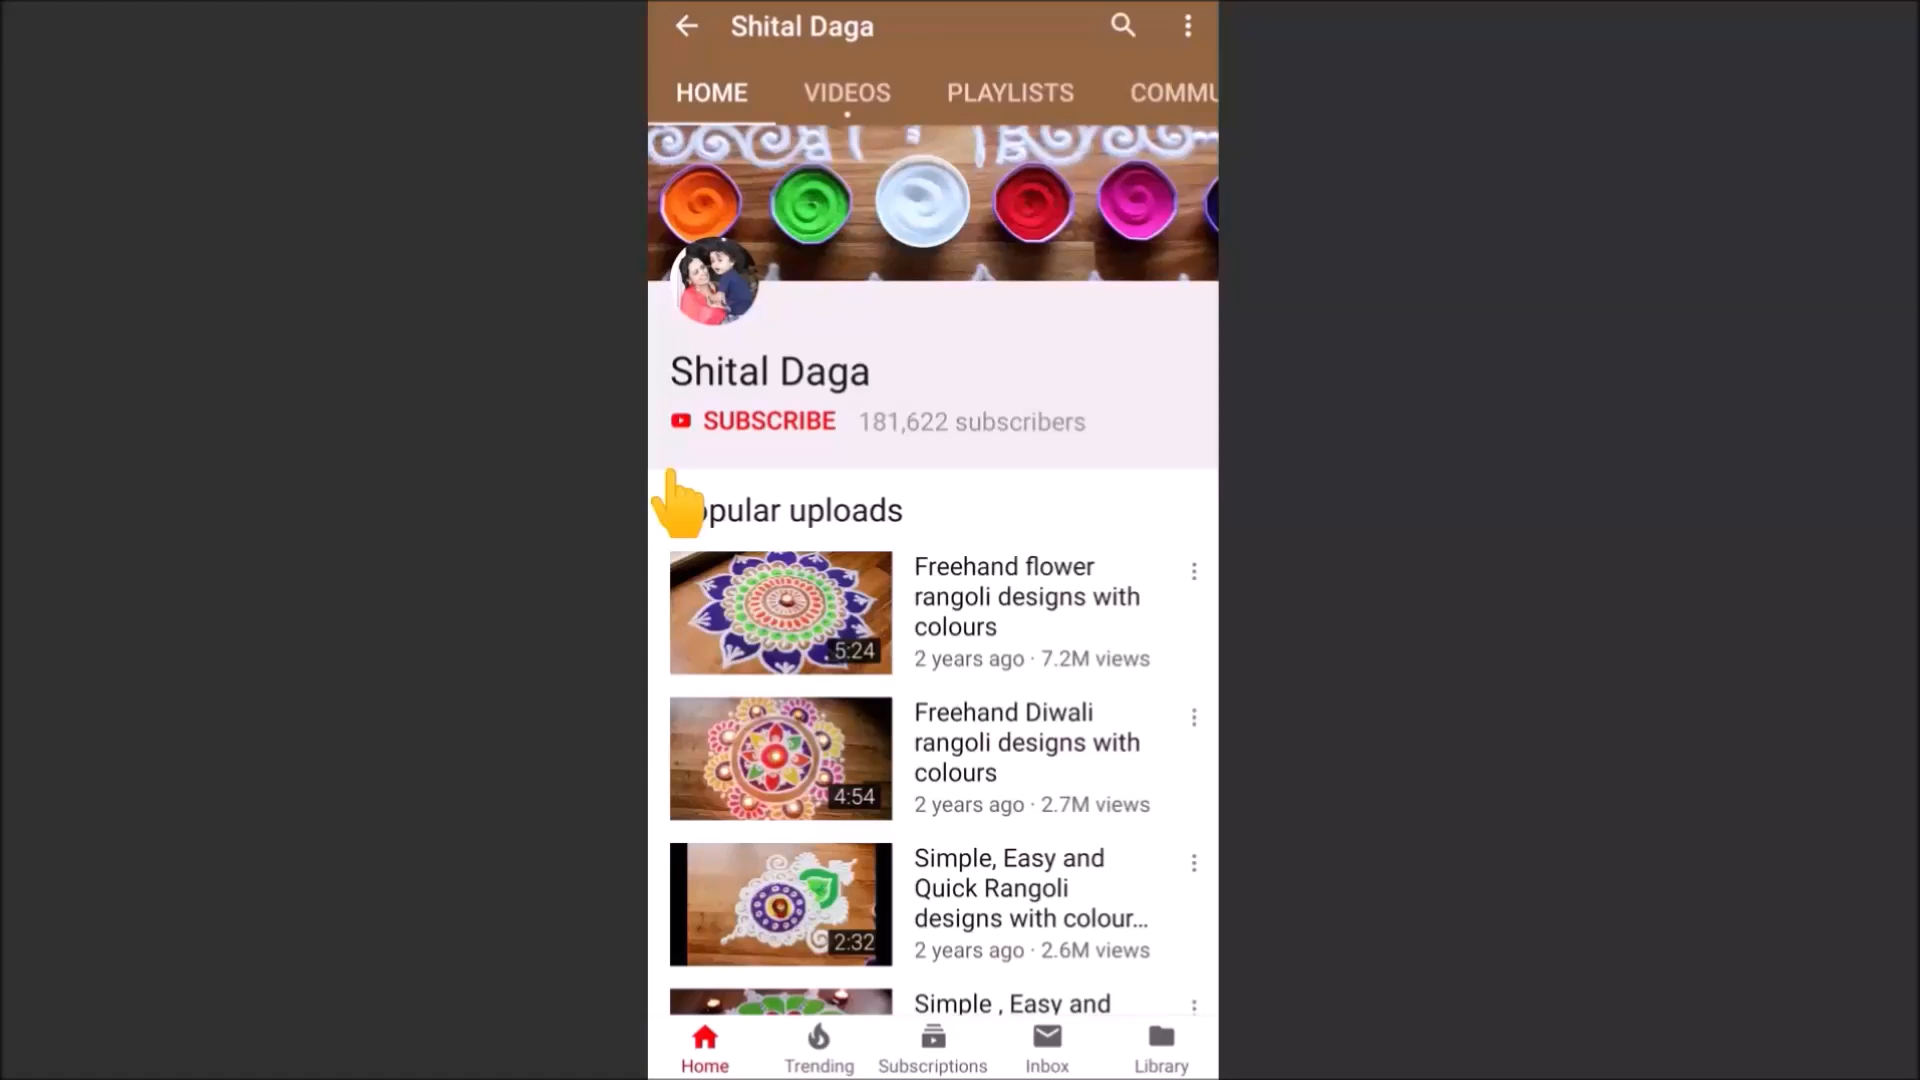 Shital Daga
HOME VIDEOS PLAYLISTS COMMU
Shital Daga
SUBSCRIBE 181,622 subscribers
opular uploads
Freehand flower
rangoli designs with
colours
2 years ago · 7.2M views
5:24
Freehand Diwali
rangoli designs with
colours
2 years ago · 2.7M views
4:54
Simple, Easy and
Quick Rangoli
designs with colour...
2 years ago · 2.6M views
2:32
Simple , Easy and
Home Trending Subscriptions Inbox Library